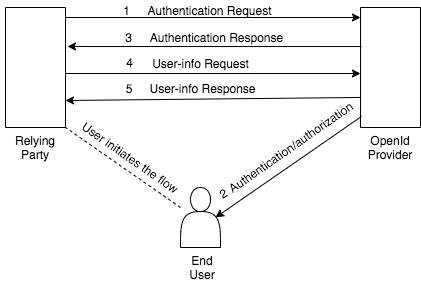 1 Authentication Request
3 Authentication Response
4 User-info Request
5 User-info Response
User initiates the flow
2 Authentication/authorization
Relying
Party
OpenId
Provider
End
User